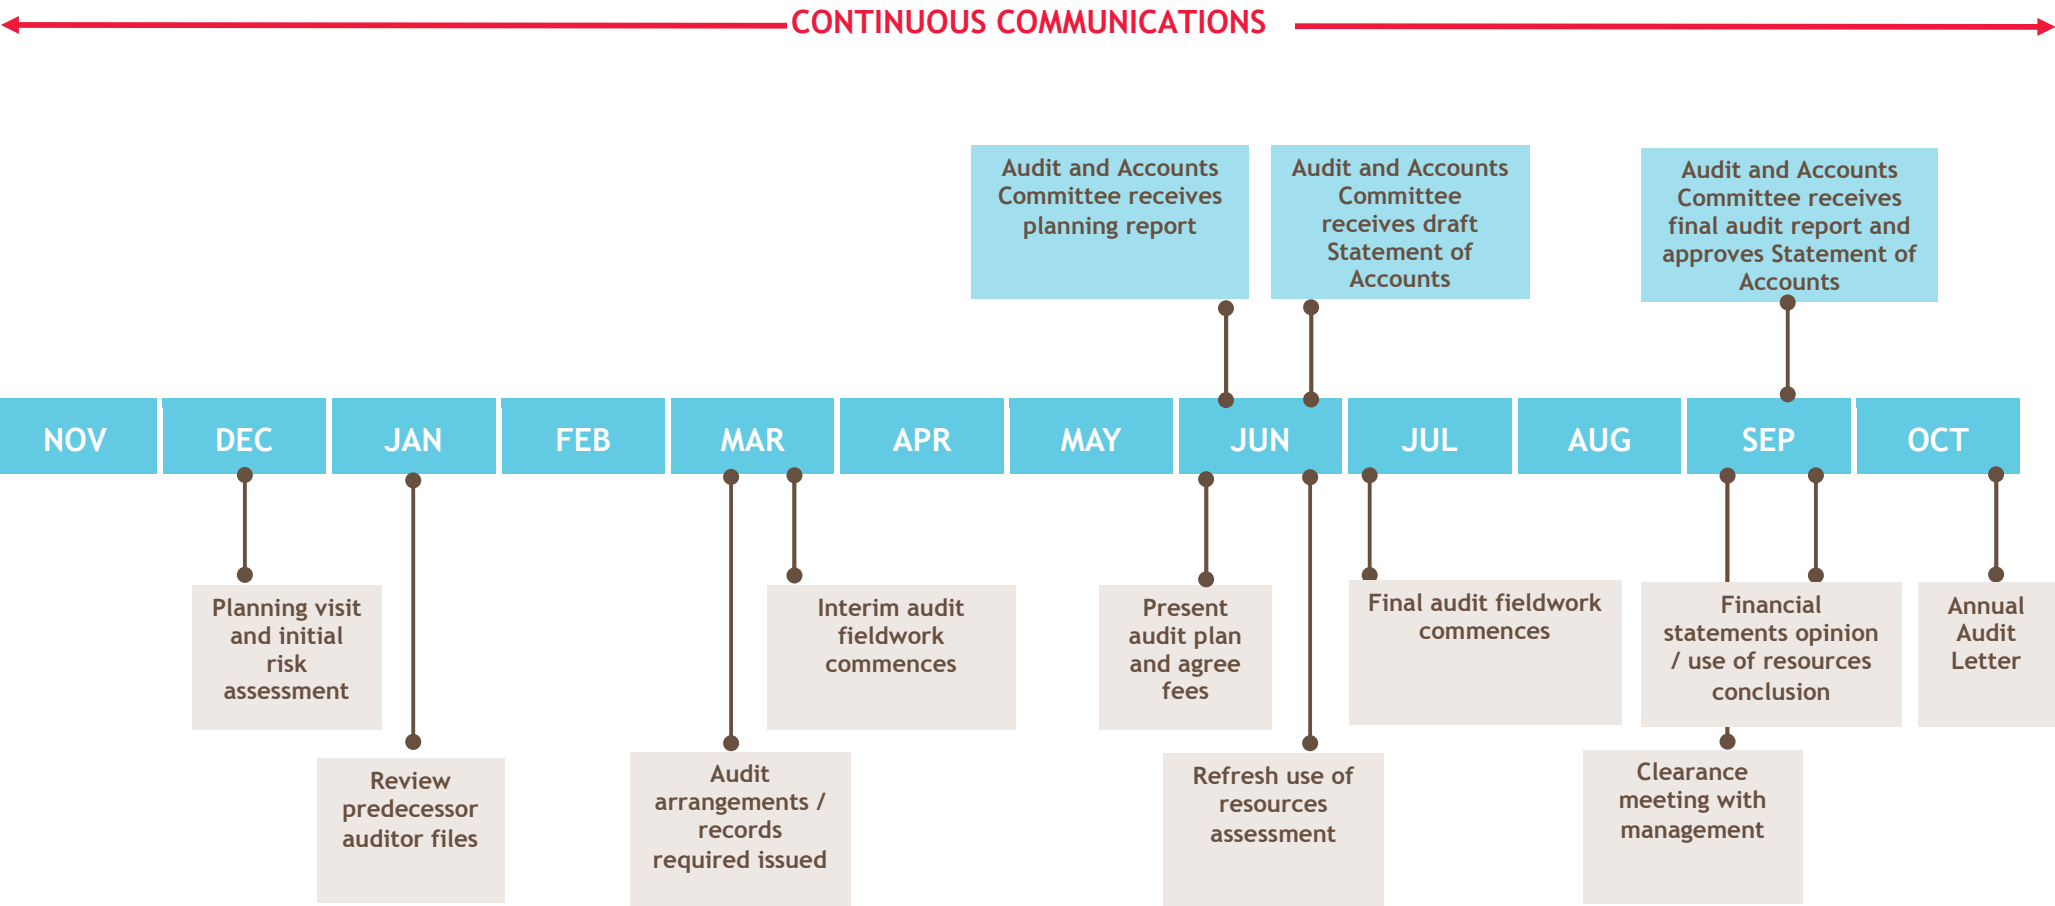 CONTINUOUS COMMUNICATIONS
Audit and Accounts
Committee receives
planning report
Audit and Accounts
Committee
receives draft
Statement of
Accounts
Audit and Accounts
Committee receives
final audit report and
approves Statement of
Accounts
NOV DEC JAN FEB MAR APR MAY JUN JUL AUG SEP OCT
Planning visit
and initial
risk
assessment
Interim audit
fieldwork
commences
Present
audit plan
and agree
fees
Final audit fieldwork
commences
Financial
statements opinion
/ use of resources
conclusion
Annual
Audit
Letter
Review
predecessor
auditor files
Audit
arrangements /
records
required issued
Refresh use of
resources
assessment
Clearance
meeting with
management